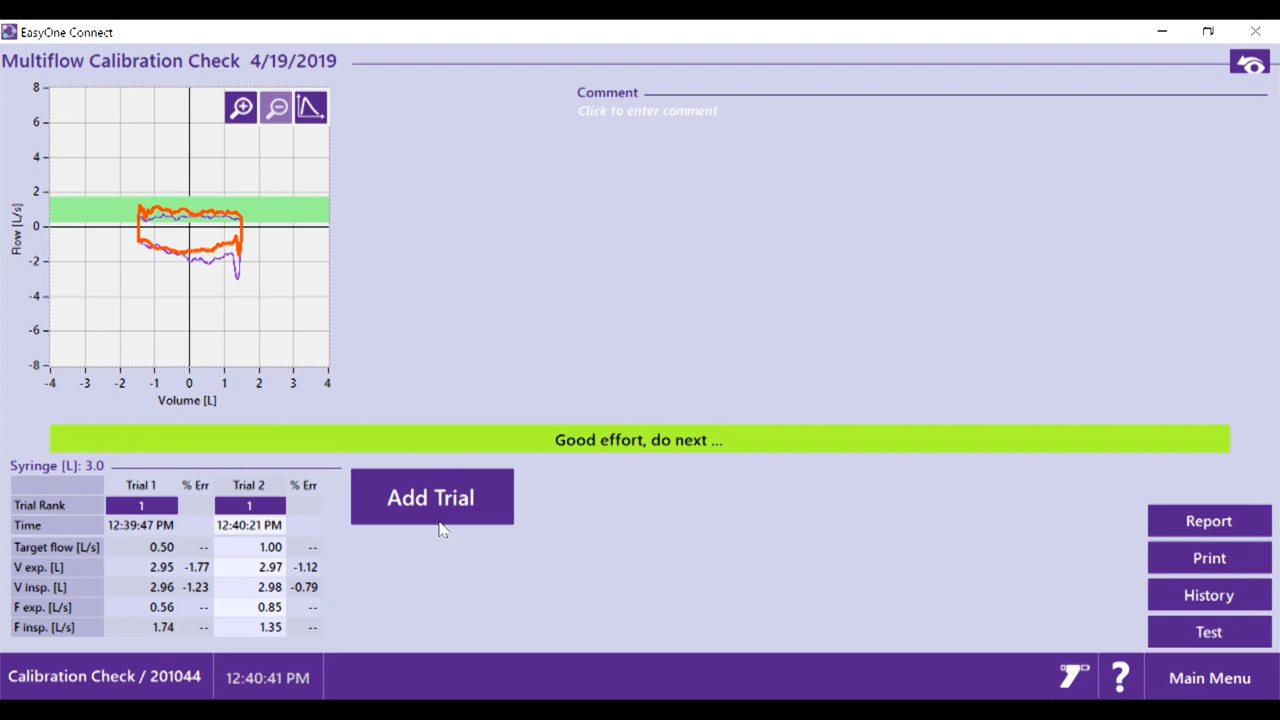 EasyOne Connect
Multiflow Calibration Check 4/19/2019
Comment
Click to enter comment
8
6
4
2
0
-2
-4
-6
-8
Flow [L/s]
-4 -3 -2 -1 0 1 2 3 4
Volume [L]
Good effort, do next ...
Syringe [L]: 3.0
Trial 1 % Err Trial 2 % Err
Trial Rank 1 1
Time 12:39:47 PM 12:40:21 PM
Target flow [L/s] 0.50 -- 1.00 --
V exp. [L] 2.95 -1.77 2.97 -1.12
V insp. [L] 2.96 -1.23 2.98 -0.79
F exp. [L/s] 0.56 -- 0.85 --
F insp. [L/s] 1.74 -- 1.35 --
Add Trial
Report
Print
History
Test
Calibration Check / 201044
12:40:41 PM
?
Main Menu